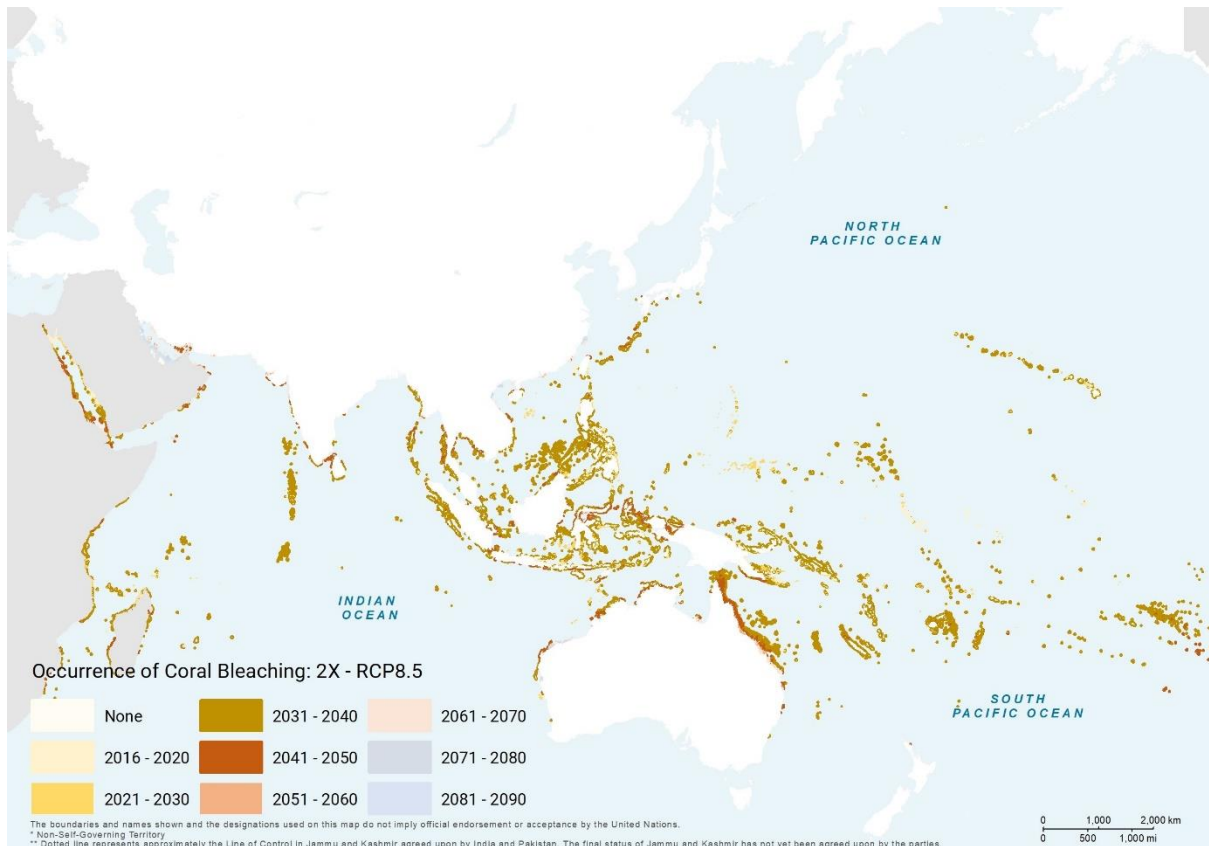 NORTH
PACIFIC OCEAN
INDIAN
OCEAN
SOUTH
PACIFIC OCEAN
Occurrence of Coral Bleaching: 2X - RCP8.5
None
2016 - 2020
2021 - 2030
2031 - 2040
2041 - 2050
2051 - 2060
2061 - 2070
2071 - 2080
2081 - 2090
The boundaries and names shown and the designations used on this map do not imply official endorsement or acceptance by the United Nations.
* Non-Self-Governing Territory
** Dotted line represents approximately the Line of Control in Jammu and Kashmir agreed upon by India and Pakistan. The final status of Jammu and Kashmir has not yet been agreed upon by the parties.
0 1,000 2,000 km
0 500 1,000 mi